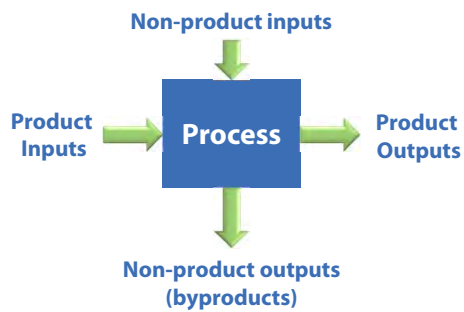 Non-product inputs
Product
Inputs
Process
Product
Outputs
Non-product outputs
(byproducts)